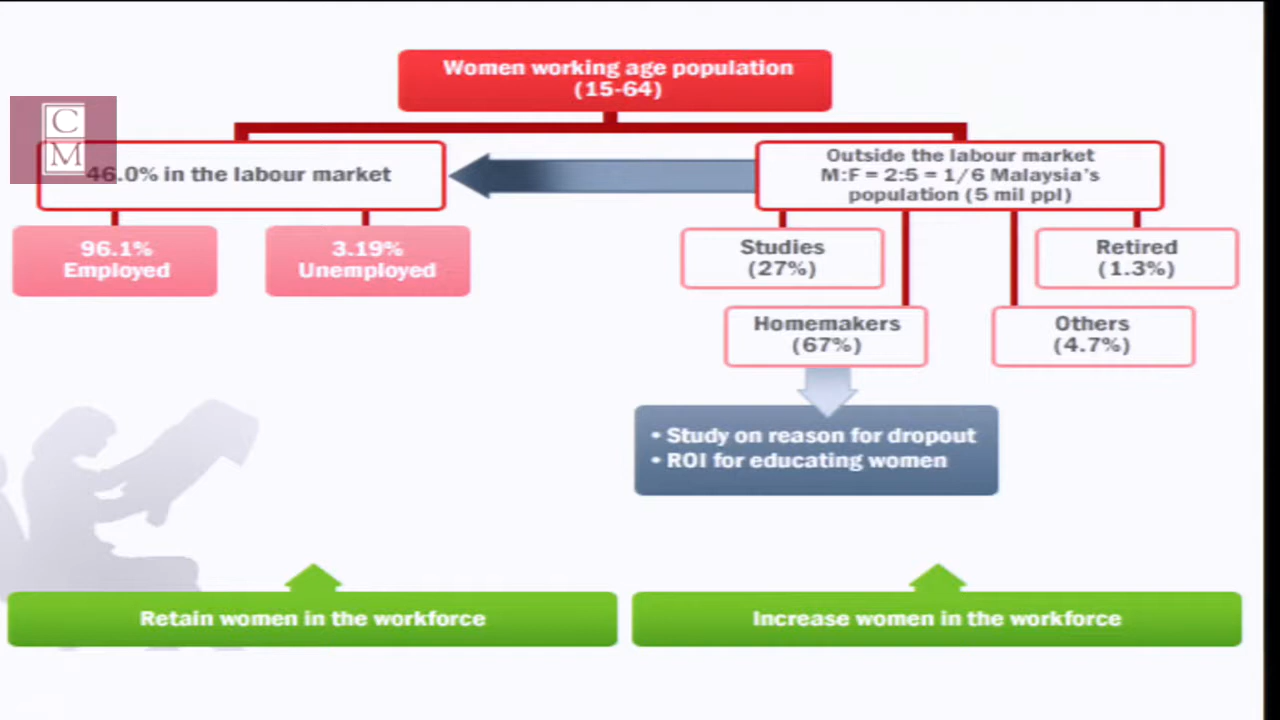 Women working age population
(15-64)
C
M
46.0% in the labour market
Outside the labour market
M:F = 2:5 = 1/6 Malaysia's
population (5 mil ppl)
96.1%
Employed
3.19%
Unemployed
Studies
(27%)
Retired
(1.3%)
Homemakers
(67%)
Others
(4.7%)
• Study on reason for dropout
• ROI for educating women
Retain women in the workforce
Increase women in the workforce